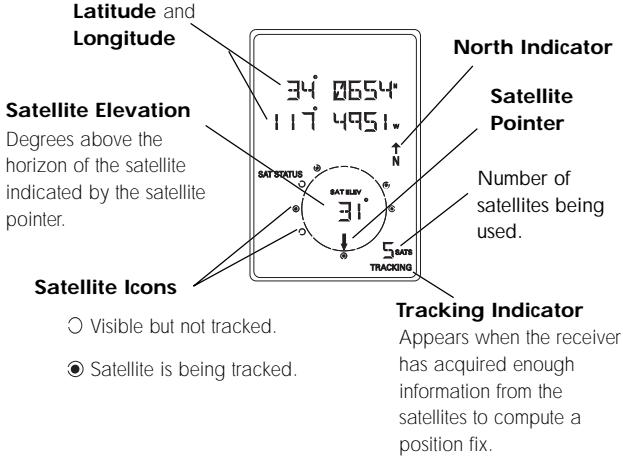 Latitude and
Longitude
North Indicator
Satellite
Pointer
Satellite Elevation
Degrees above the
horizon of the satellite
indicated by the satellite
pointer.
34° 0654"
117° 4951 w
N
SAT STATUS
SAT ELEV
31°
5 SATS
TRACKING
Number of
satellites being
used.
Satellite Icons
Visible but not tracked.
Satellite is being tracked.
Tracking Indicator
Appears when the receiver
has acquired enough
information from the
satellites to compute a
position fix.